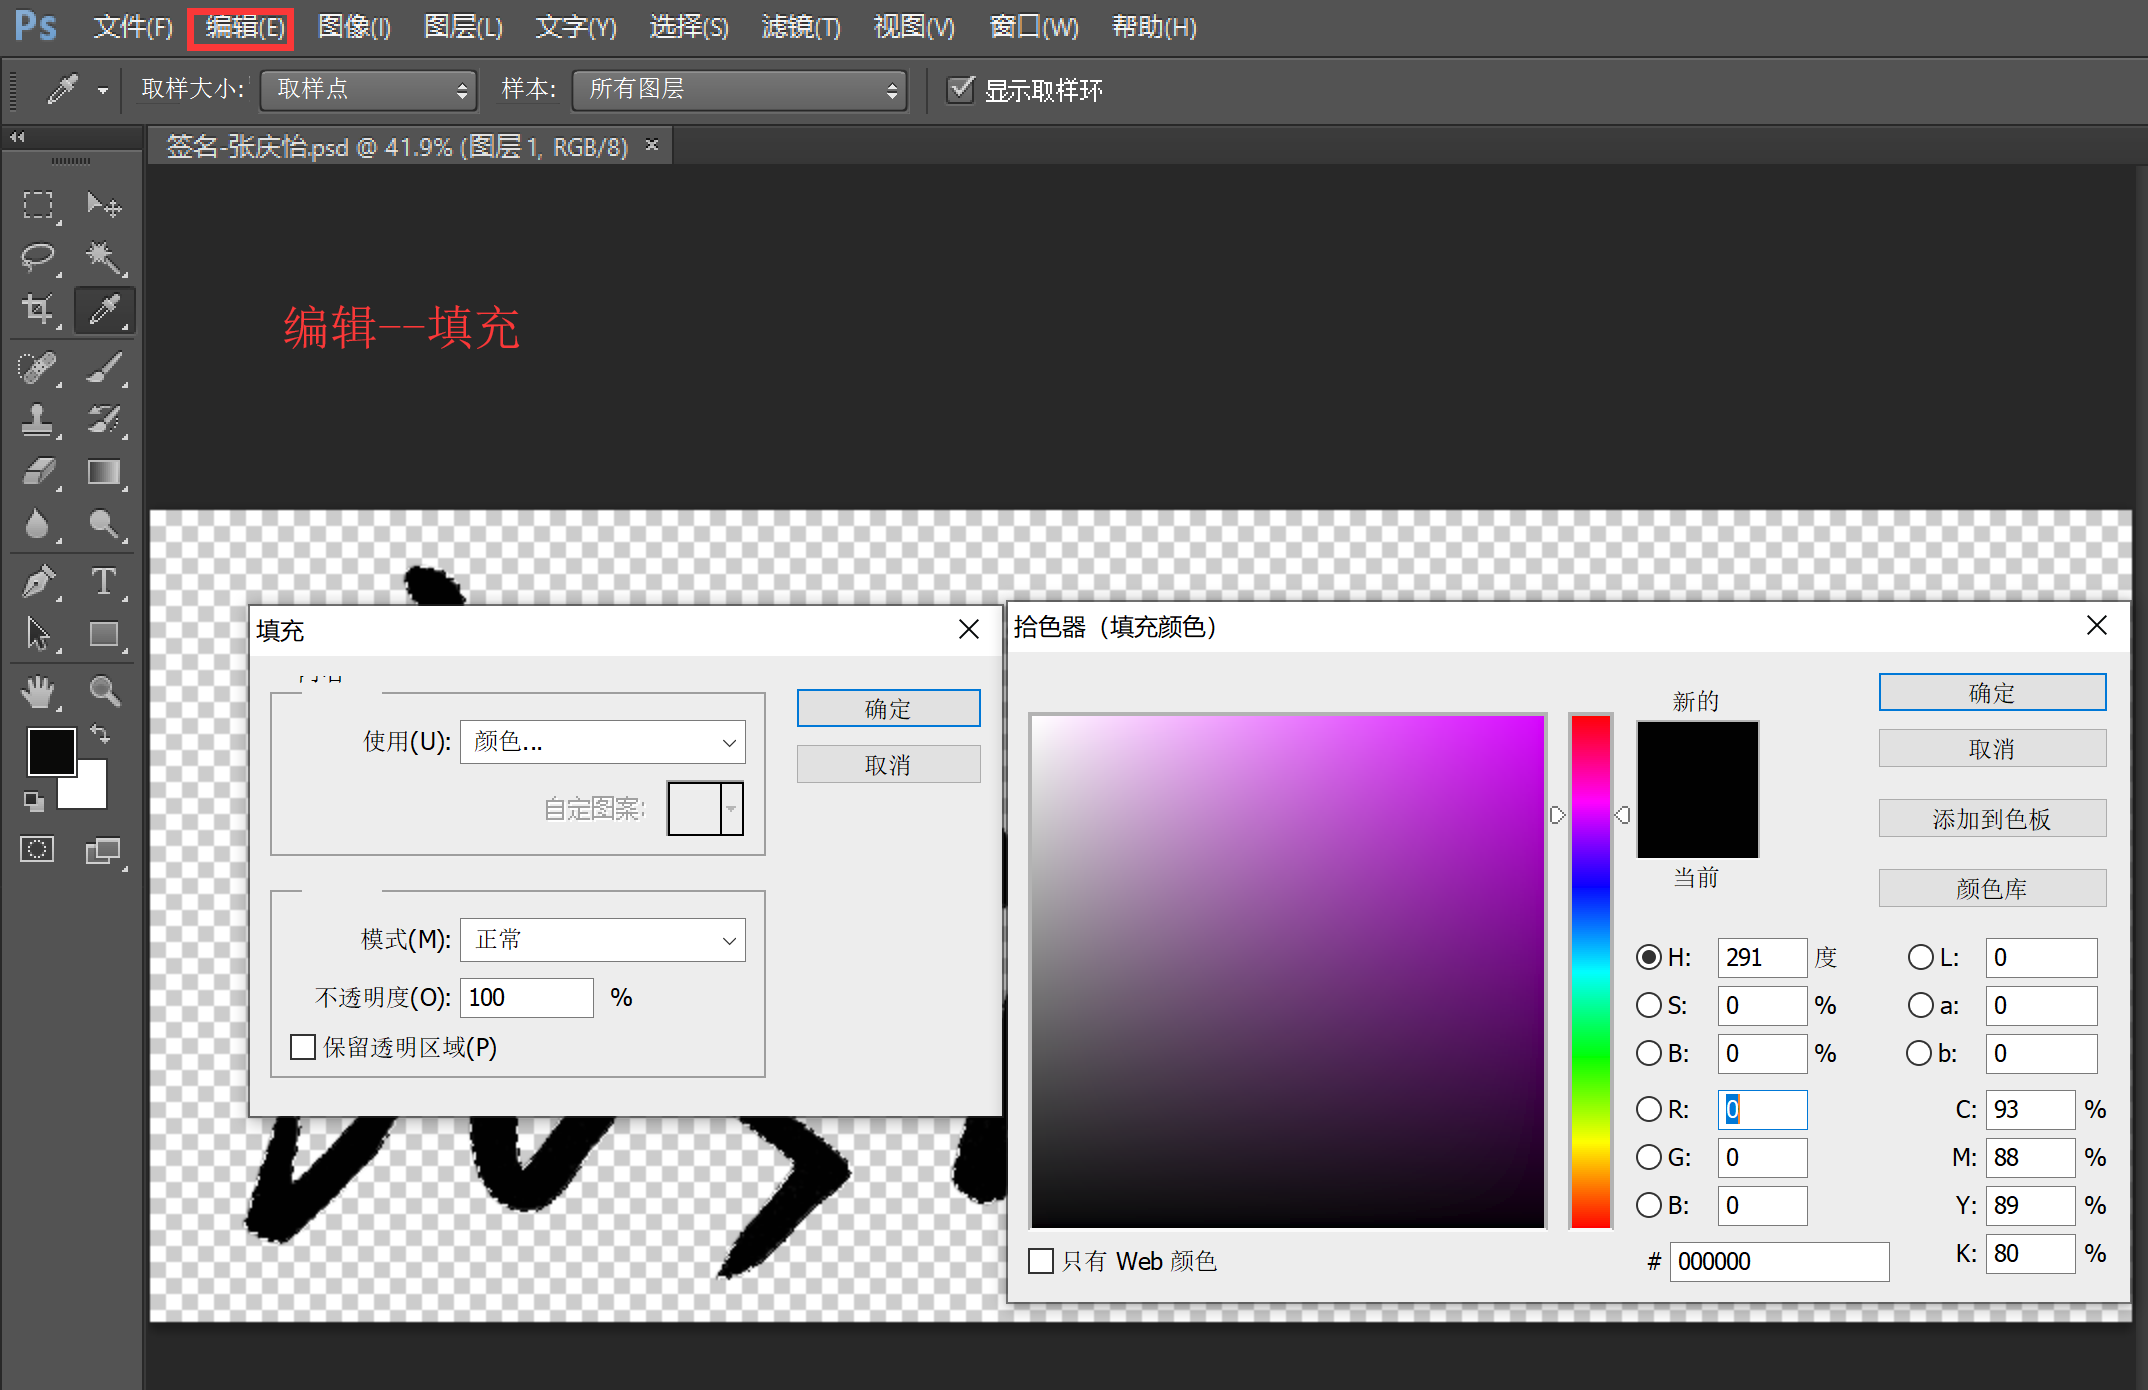 Ps 文件(F) 编辑(E) 图像(I) 图层(L) 文字(Y) 选择(S) 滤镜(T) 视图(V) 窗口(W) 帮助(H)
取样大小: 取样点 样本: 所有图层 显示取样环
签名-张庆怡.psd @ 41.9% (图层 1, RGB/8) ×
编辑--填充
填充
使用(U): 颜色...
自定图案:
模式(M): 正常
不透明度(O): 100 %
保留透明区域(P)
确定
取消
拾色器（填充颜色）
新的
当前
确定
取消
添加到色板
颜色库
H: 291 度
S: 0 %
B: 0 %
R: 0
G: 0
B: 0
# 000000
L: 0
a: 0
b: 0
C: 93 %
M: 88 %
Y: 89 %
K: 80 %
只有 Web 颜色